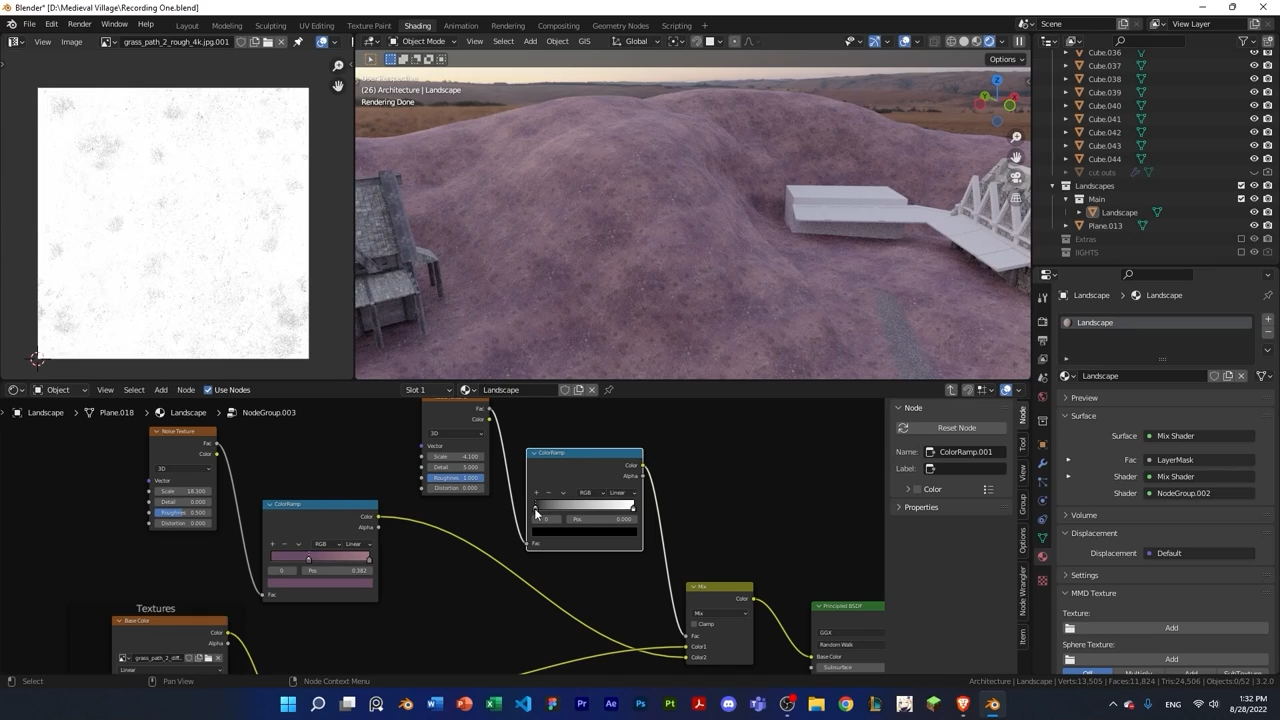 Blender* [D:\Medieval Village\Recording One.blend]
File Edit Render Window Help Layout Modeling Sculpting UV Editing Texture Paint Shading Animation Rendering Compositing Geometry Nodes Scripting Scene View Layer
View Image grass_path_2_rough_4k.jpg.001
Object Mode View Select Add Object GIS Global
Options
(26) Architecture | Landscape
Rendering Done
Cube.036
Cube.037
Cube.038
Cube.039
Cube.040
Cube.041
Cube.042
Cube.043
Cube.044
cut outs
Landscapes
Main
Landscape
Plane.013
Extras
lIGHTS
Landscape Landscape
Landscape
Landscape
Preview
Surface
Surface: Mix Shader
Fac LayerMask
Shader: Mix Shader
Shader NodeGroup.002
Volume
Displacement
Displacement Default
Settings
MMD Texture
Texture:
Add
Sphere Texture:
Add
Off Multiply Add SubTexture
Object View Select Add Node Use Nodes Slot 1 Landscape
Landscape Plane.018 Landscape NodeGroup.003
Noise Texture
Fac
Color
3D
Vector
Scale 18.300
Detail 0.000
Roughness 0.500
Distortion 0.000
ColorRamp
Color
Alpha
RGB Linear
0 Pos 0.382
Fac
Fac
Color
3D
Vector
Scale -4.100
Detail 5.000
Roughness 1.000
Distortion 0.000
ColorRamp
Color
Alpha
RGB Linear
0 Pos. 0.000
Fac
Mix
Color
Mix
Clamp
Fac
Color1
Color2
Principled BSDF
GGX
Random Walk
Base Color
Subsurface
Textures
Base Color
Color
Alpha
grass_path_2_diff.
Linear
Node
Reset Node
Name: ColorRamp.001
Label:
Color
Properties
Node
Tool
View
Options
Node Wrangler
Item
Select Pan View Node Context Menu
Architecture | Landscape | Verts:13,505 | Faces:11,824 | Tris:24,506 | Objects:0/52 | 3.2.0
1:32 PM
8/28/2022